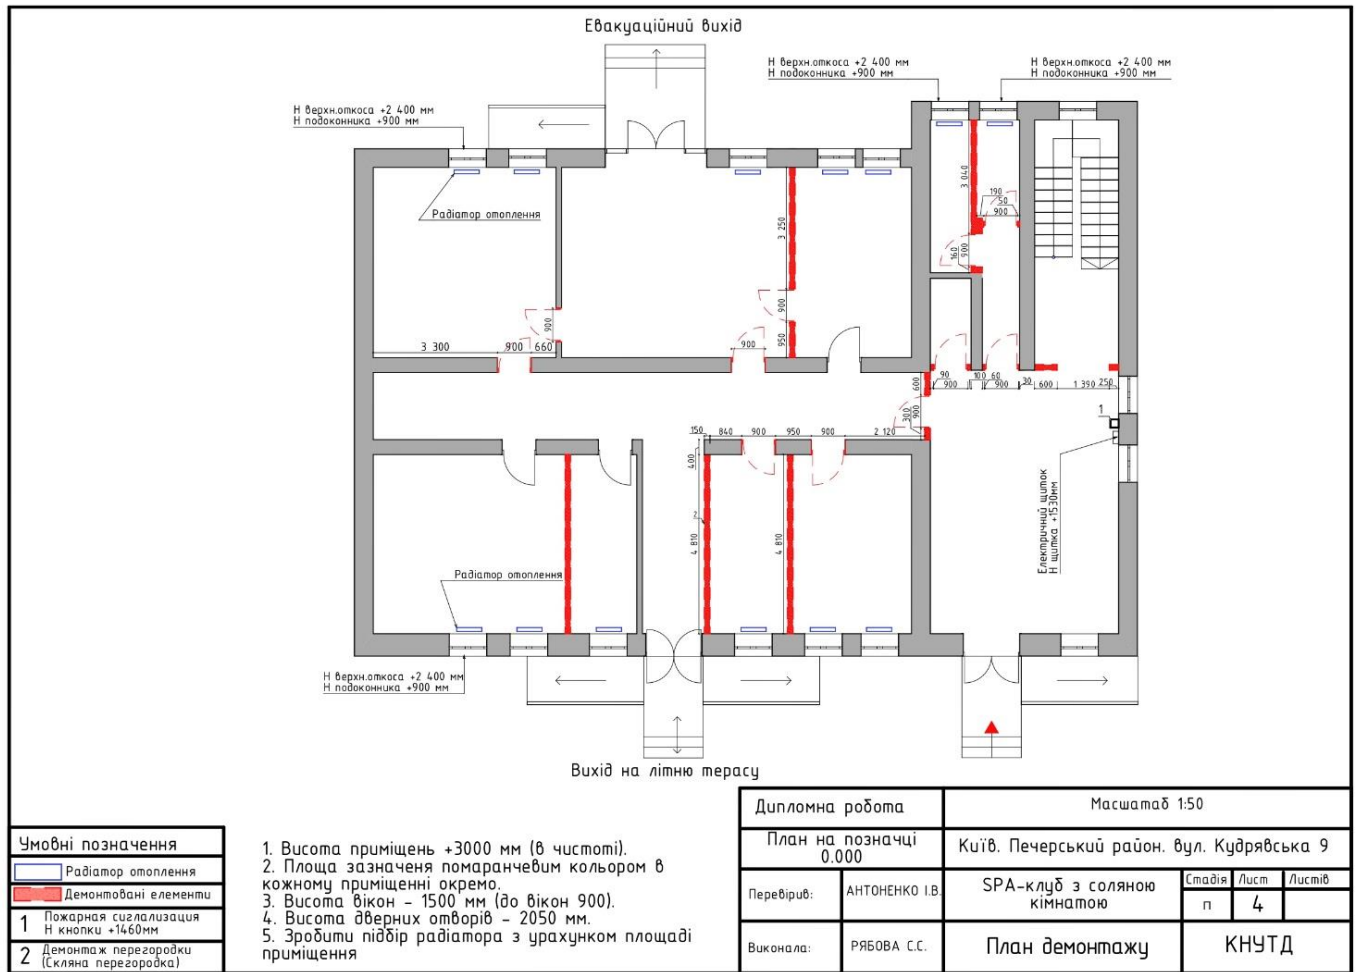 Евакуаційний вихід
Н верхн.откоса +2 400 мм
Н подоконника +900 мм
Н верхн.откоса +2 400 мм
Н подоконника +900 мм
Н верхн.откоса +2 400 мм
Н подоконника +900 мм
Радіатор отоплення
3 040
190
50
900
160
900
3 250
900
900
950
3 300
900
660
900
600
300
900
90
900
100
60
900
30
600
1 390
250
1
150
840
900
950
900
2 120
400
2
4 810
4 810
Електричний щиток
Н щитка +1530мм
Радіатор отоплення
Н верхн.откоса +2 400 мм
Н подоконника +900 мм
Вихід на літню терасу
Умовні позначення
Радіатор отоплення
Демонтовані елементи
1 Пожарная сигнализация
Н кнопки +1460мм
2 Демонтаж перегородки
(Скляна перегородка)
1. Висота приміщень +3000 мм (в чистоті).
2. Площа зазначена помаранчевим кольором в
кожному приміщенні окремо.
3. Висота вікон – 1500 мм (до вікон 900).
4. Висота дверних отворів – 2050 мм.
5. Зробити підбір радіатора з урахунком площаді
приміщення
Дипломна робота
Масштаб 1:50
План на позначці
0.000
Київ. Печерський район. вул. Кудрявська 9
Перевірив:
АНТОНЕНКО І.В.
SPA-клуб з соляною
кімнатою
Стадія
Лист
Листів
п
4
Виконала:
РЯБОВА С.С.
План демонтажу
КНУТД